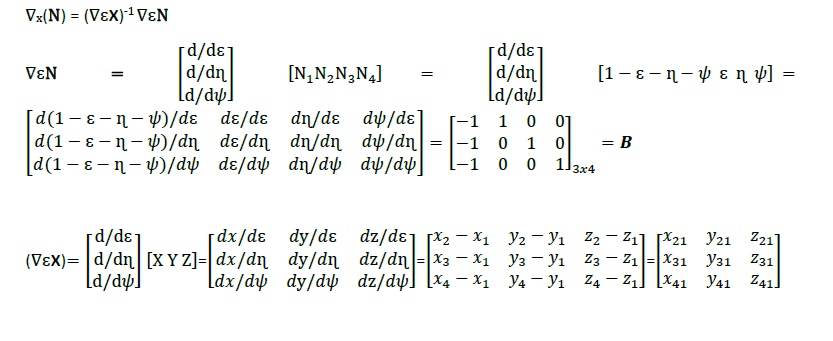 ∇x(N) = (∇εX)⁻¹ ∇εN
∇εN = [d/dε; d/dη; d/dψ] [N₁N₂N₃N₄] = [d/dε; d/dη; d/dψ] [1 − ε − η − ψ ε η ψ] =
[d(1 − ε − η − ψ)/dε dε/dε dη/dε dψ/dε; d(1 − ε − η − ψ)/dη dε/dη dη/dη dψ/dη; d(1 − ε − η − ψ)/dψ dε/dψ dη/dψ dψ/dψ] = [−1 1 0 0; −1 0 1 0; −1 0 0 1]₃ₓ₄ = B
(∇εX)= [d/dε; d/dη; d/dψ] [X Y Z]=[dx/dε dy/dε dz/dε; dx/dη dy/dη dz/dη; dx/dψ dy/dψ dz/dψ]=[x₂ − x₁ y₂ − y₁ z₂ − z₁; x₃ − x₁ y₃ − y₁ z₃ − z₁; x₄ − x₁ y₄ − y₁ z₄ − z₁]=[x₂₁ y₂₁ z₂₁; x₃₁ y₃₁ z₃₁; x₄₁ y₄₁ z₄₁]